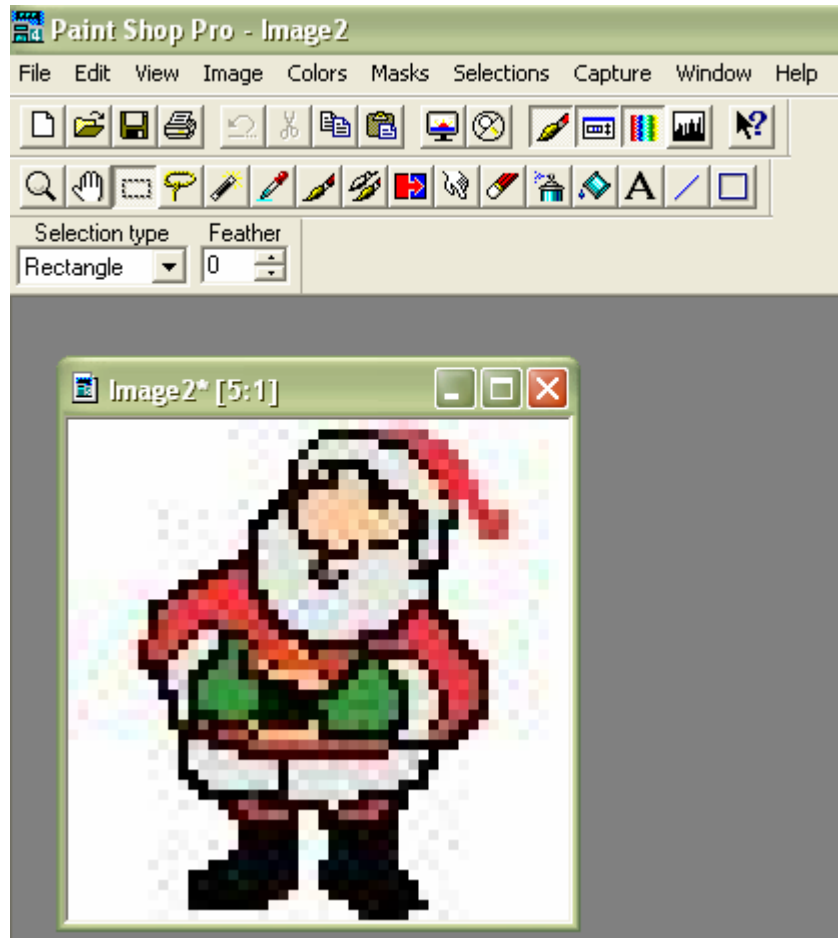 Paint Shop Pro - Image2
File Edit View Image Colors Masks Selections Capture Window Help
A
Selection type Feather
Rectangle 0
Image2* [5:1]